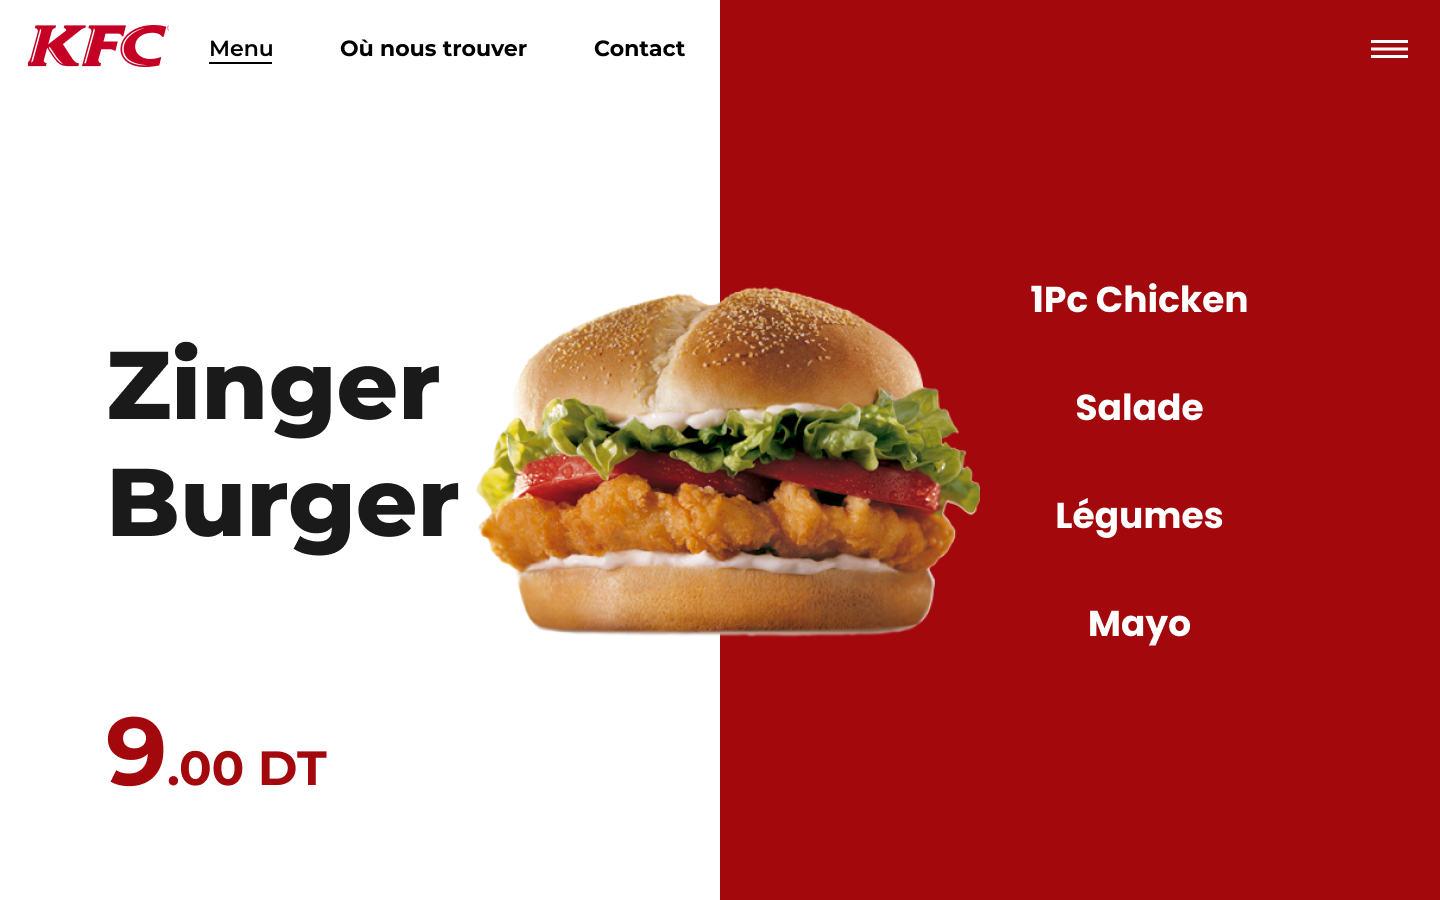 KFC
Menu
Où nous trouver
Contact
Zinger
Burger
9.00 DT
1Pc Chicken
Salade
Légumes
Mayo